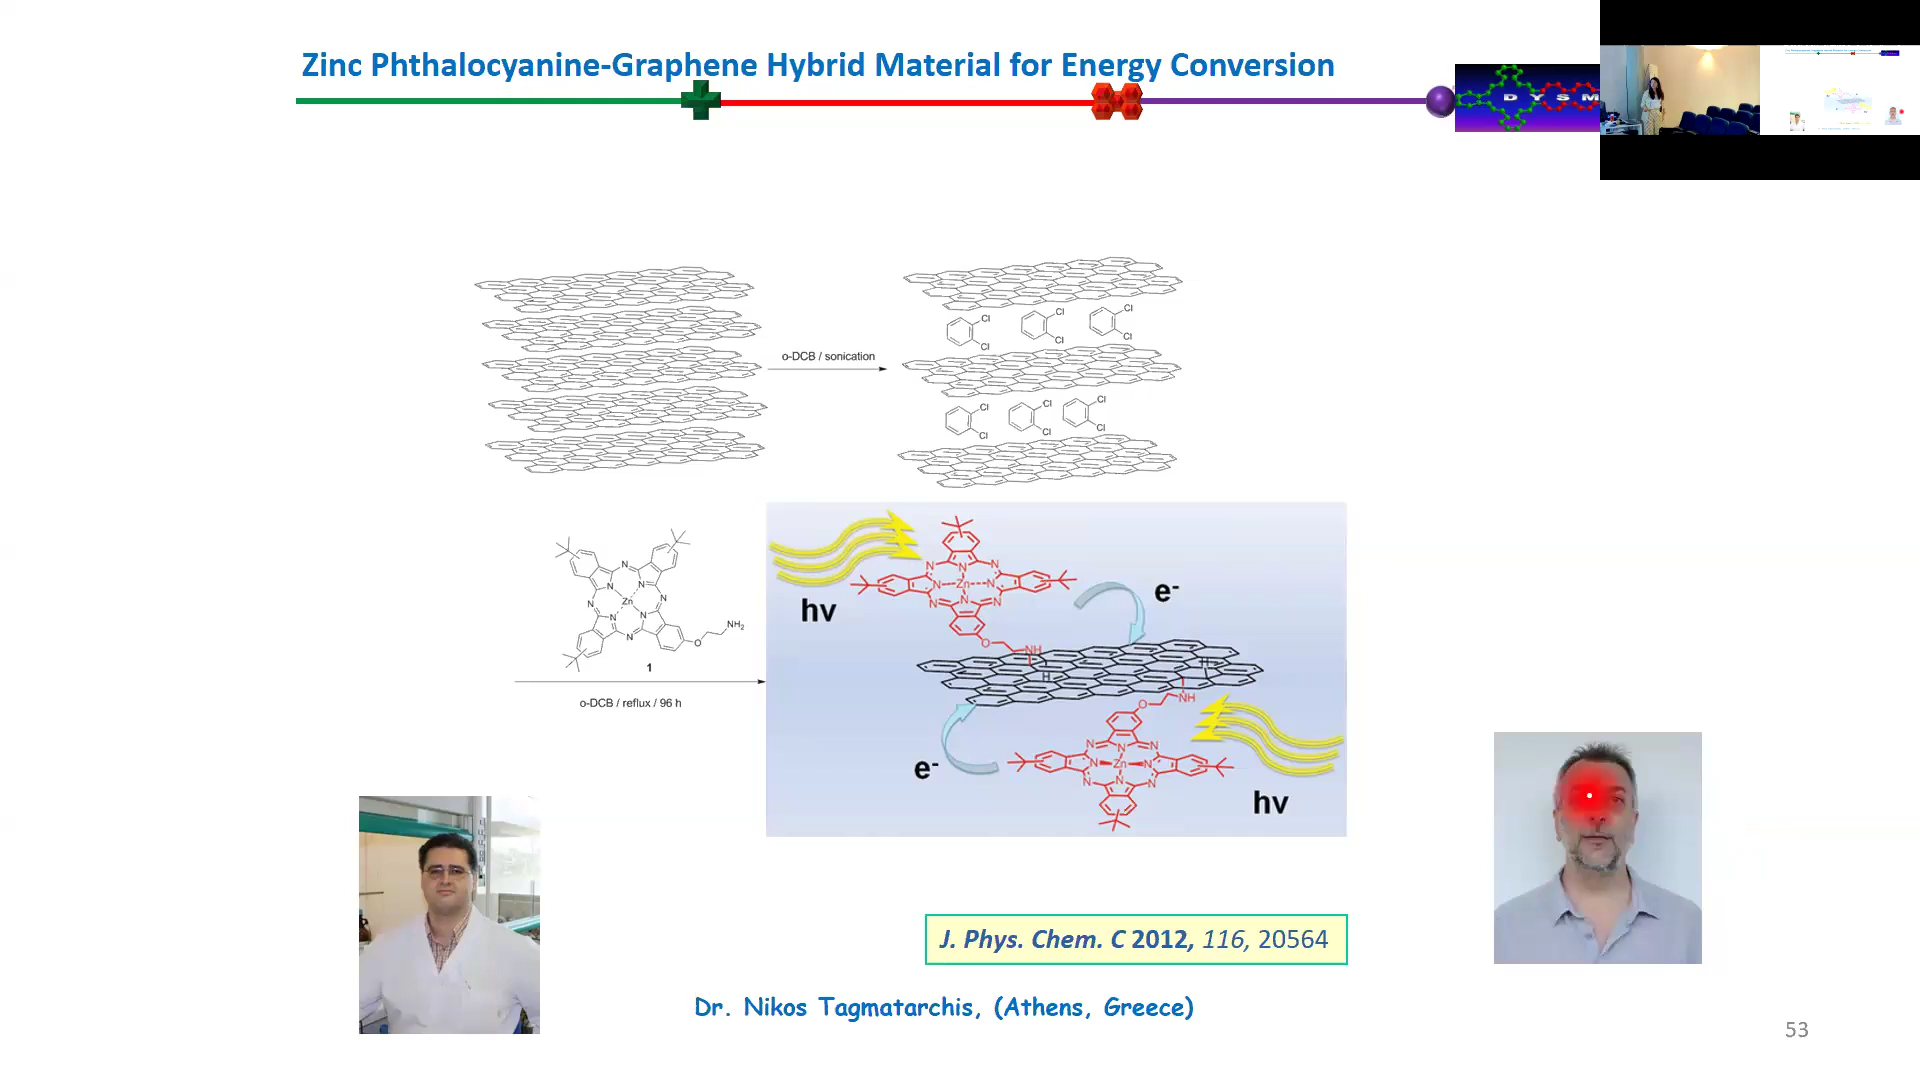 Zinc Phthalocyanine-Graphene Hybrid Material for Energy Conversion
D Y S M
Cl
Cl
Cl
Cl
Cl
Cl
o-DCB / sonication
Cl
Cl
Cl
Cl
Cl
Cl
N
N
N
N
N
Zn
N
N
N
O
NH2
1
o-DCB / reflux / 96 h
hv
N
N
N
N
Zn
N
N
N
N
O
NH
H
e-
H
NH
O
N
N
N
N
Zn
N
N
N
N
e-
hv
J. Phys. Chem. C 2012, 116, 20564
Dr. Nikos Tagmatarchis, (Athens, Greece)
53